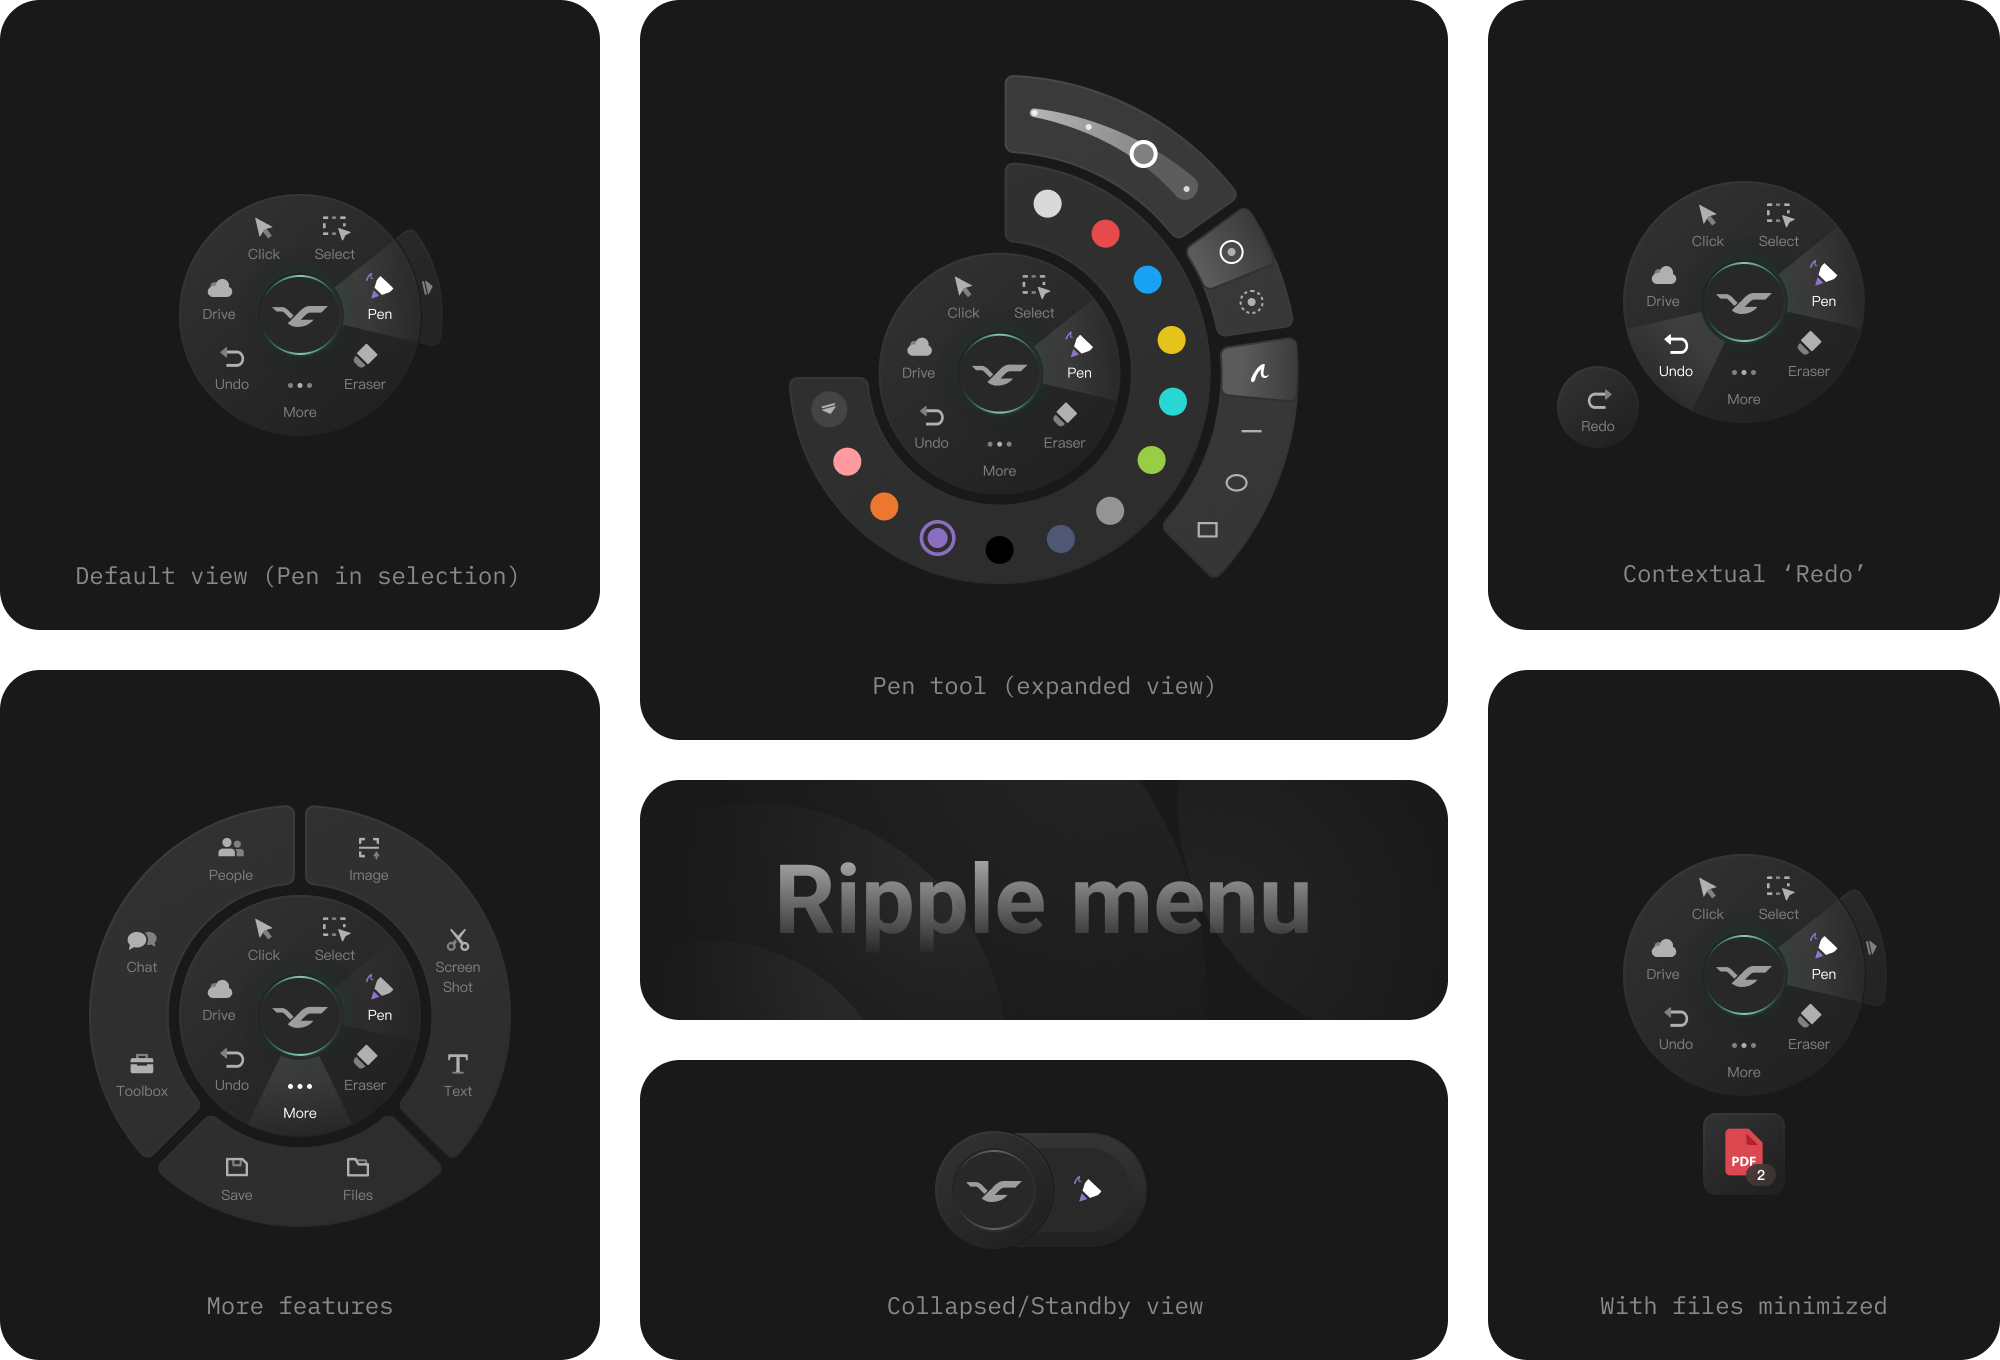 Click
Select
Drive
Pen
Undo
Eraser
More
Default view (Pen in selection)
Click
Select
Drive
Pen
Undo
Eraser
More
Pen tool (expanded view)
Click
Select
Drive
Pen
Undo
Eraser
More
Redo
Contextual ‘Redo’
People
Image
Chat
Screen
Shot
Click
Select
Drive
Pen
Toolbox
Undo
Eraser
Text
More
Save
Files
More features
Ripple menu
Collapsed/Standby view
Click
Select
Drive
Pen
Undo
Eraser
More
PDF
2
With files minimized